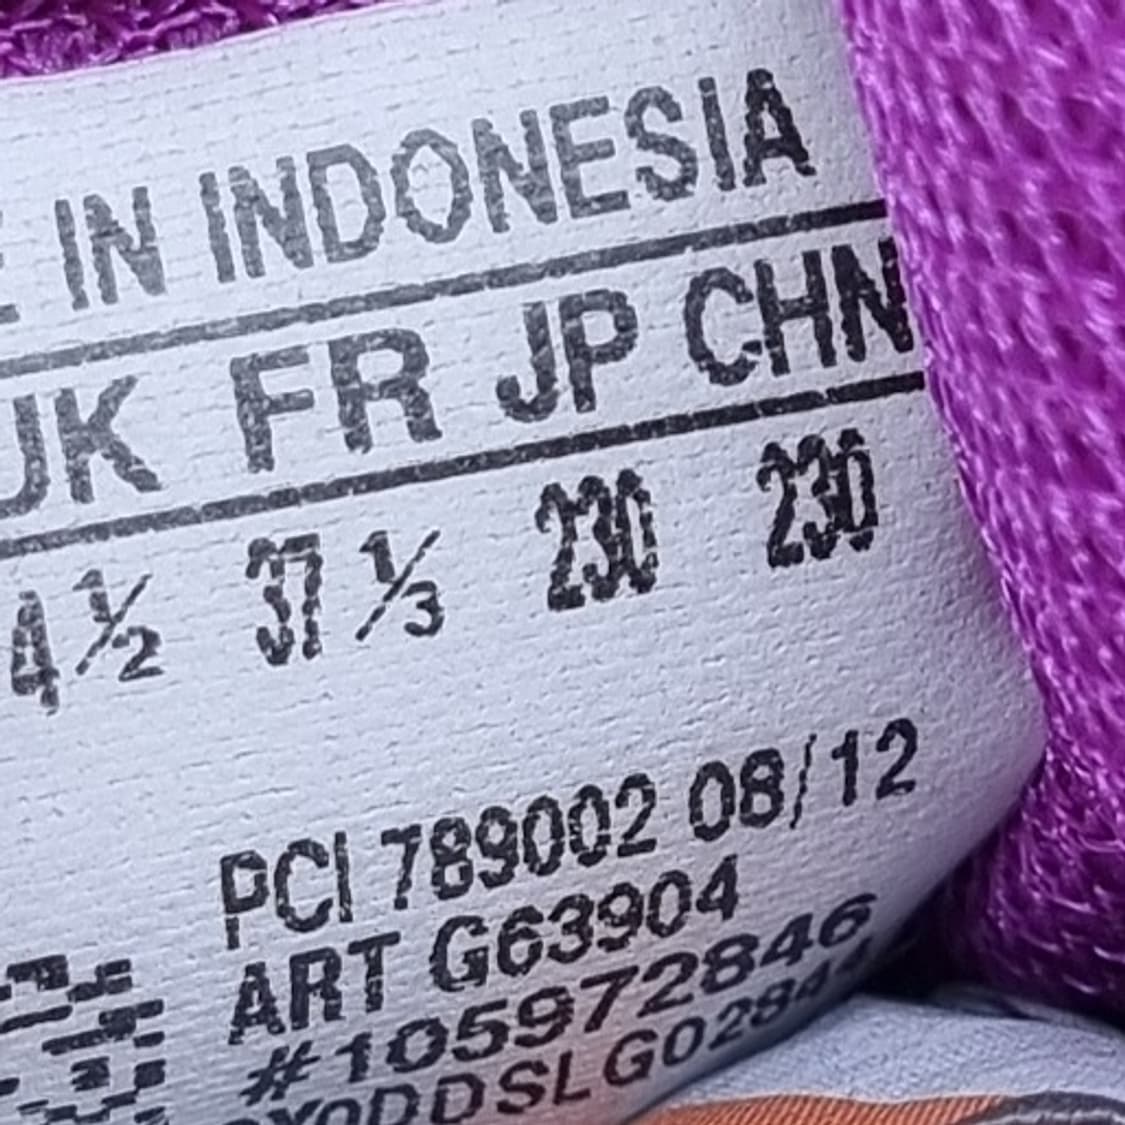 IN INDONESIA
UK FR JP CHN
4½ 37⅓ 230 230
PCI 789002 08/12
ART G63904
#105972846